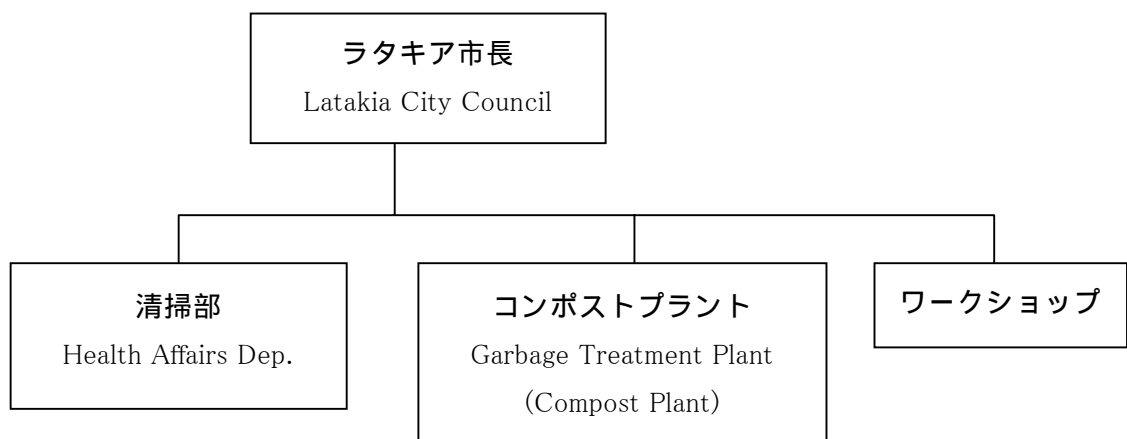 ラタキア市長
Latakia City Council
清掃部
Health Affairs Dep.
コンポストプラント
Garbage Treatment Plant
(Compost Plant)
ワークショップ